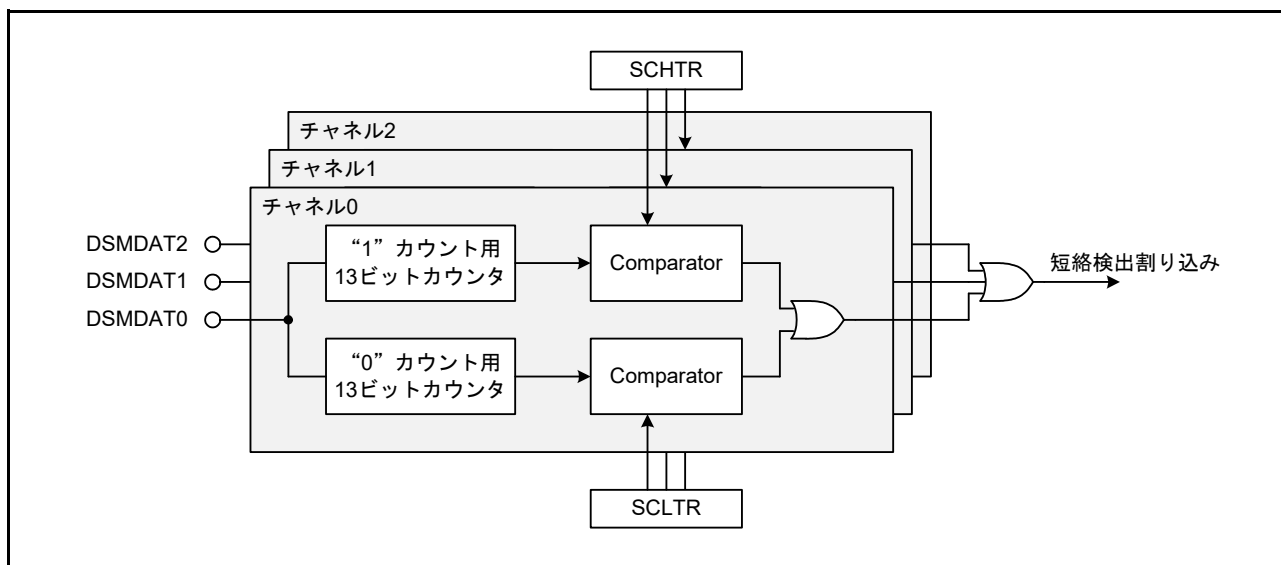 SCHTR
チャネル2
チャネル1
チャネル0
DSMDAT2
DSMDAT1
DSMDAT0
“1”カウント用
13ビットカウンタ
Comparator
“0”カウント用
13ビットカウンタ
Comparator
短絡検出割り込み
SCLTR